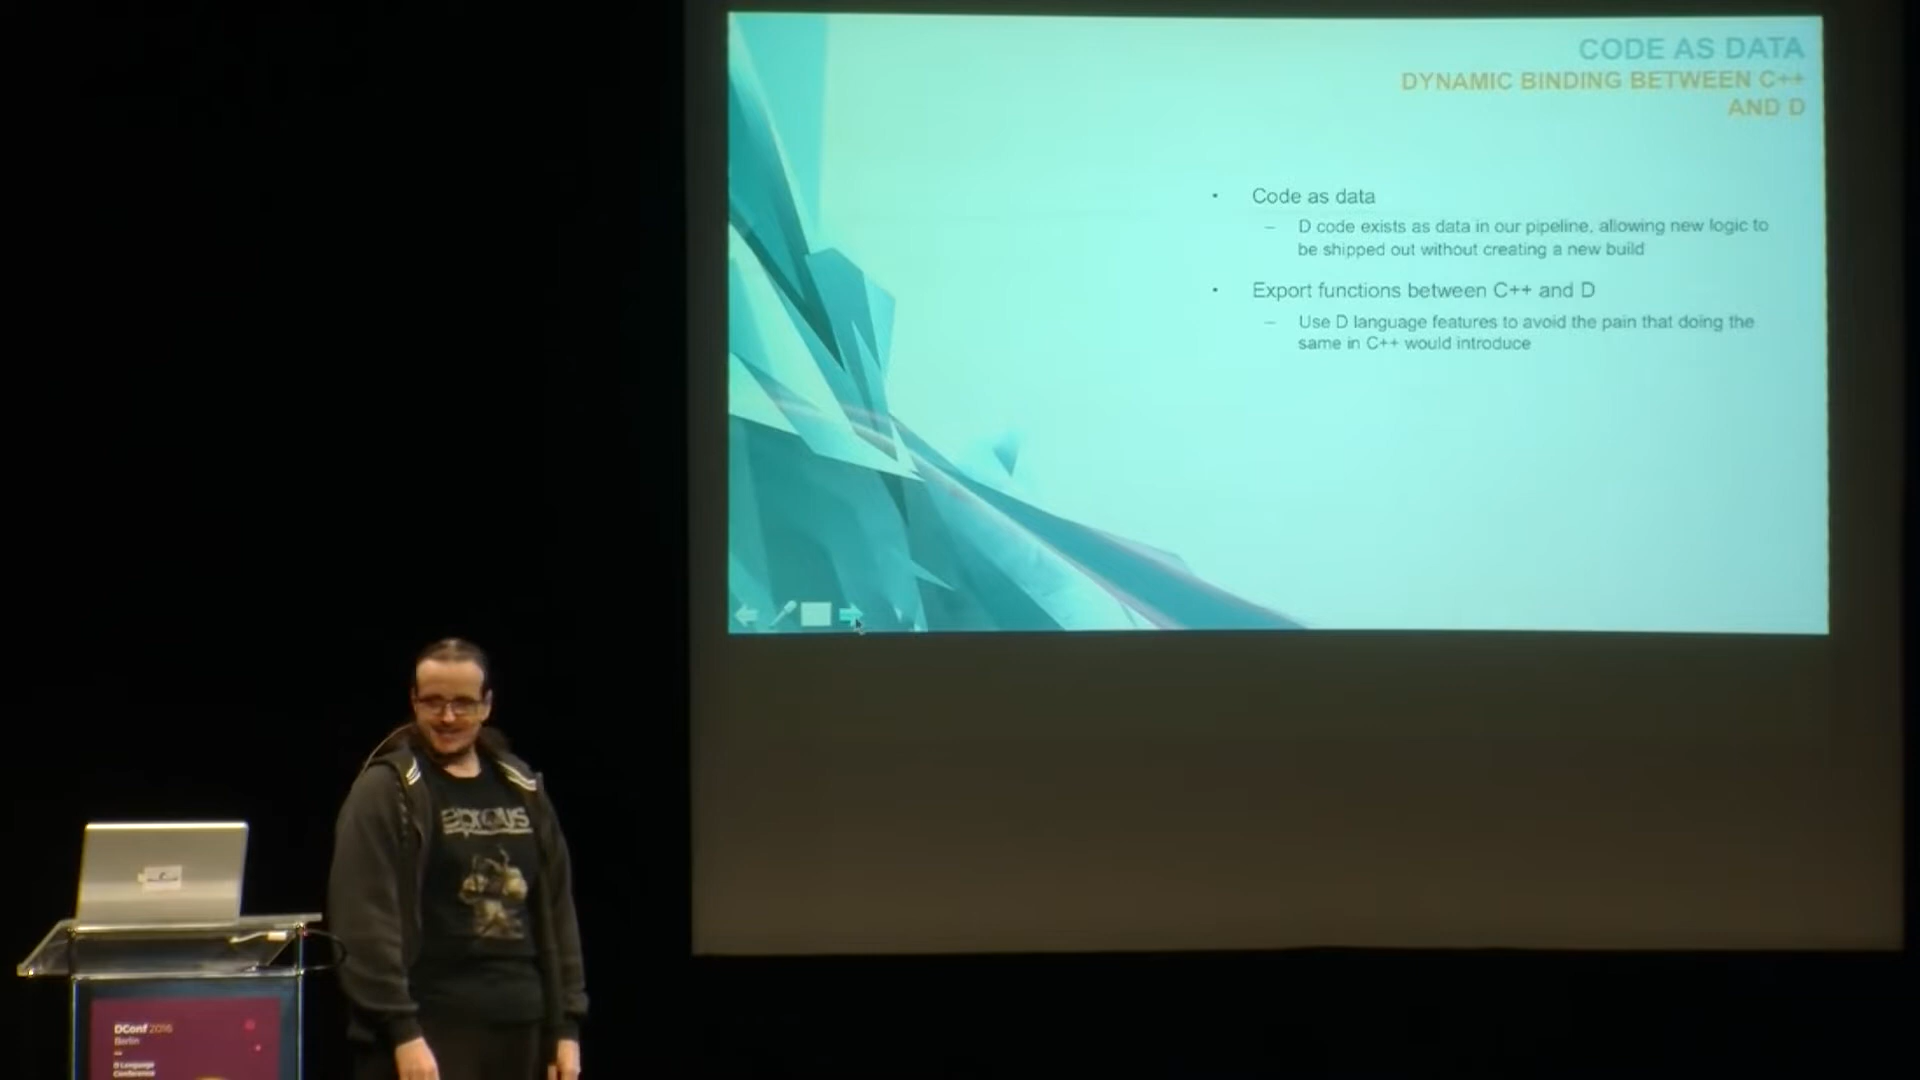 CODE AS DATA
DYNAMIC BINDING BETWEEN C++
AND D
• Code as data
– D code exists as data in our pipeline, allowing new logic to
be shipped out without creating a new build
• Export functions between C++ and D
– Use D language features to avoid the pain that doing the
same in C++ would introduce
DConf 2016
Berlin
D Language
Conference